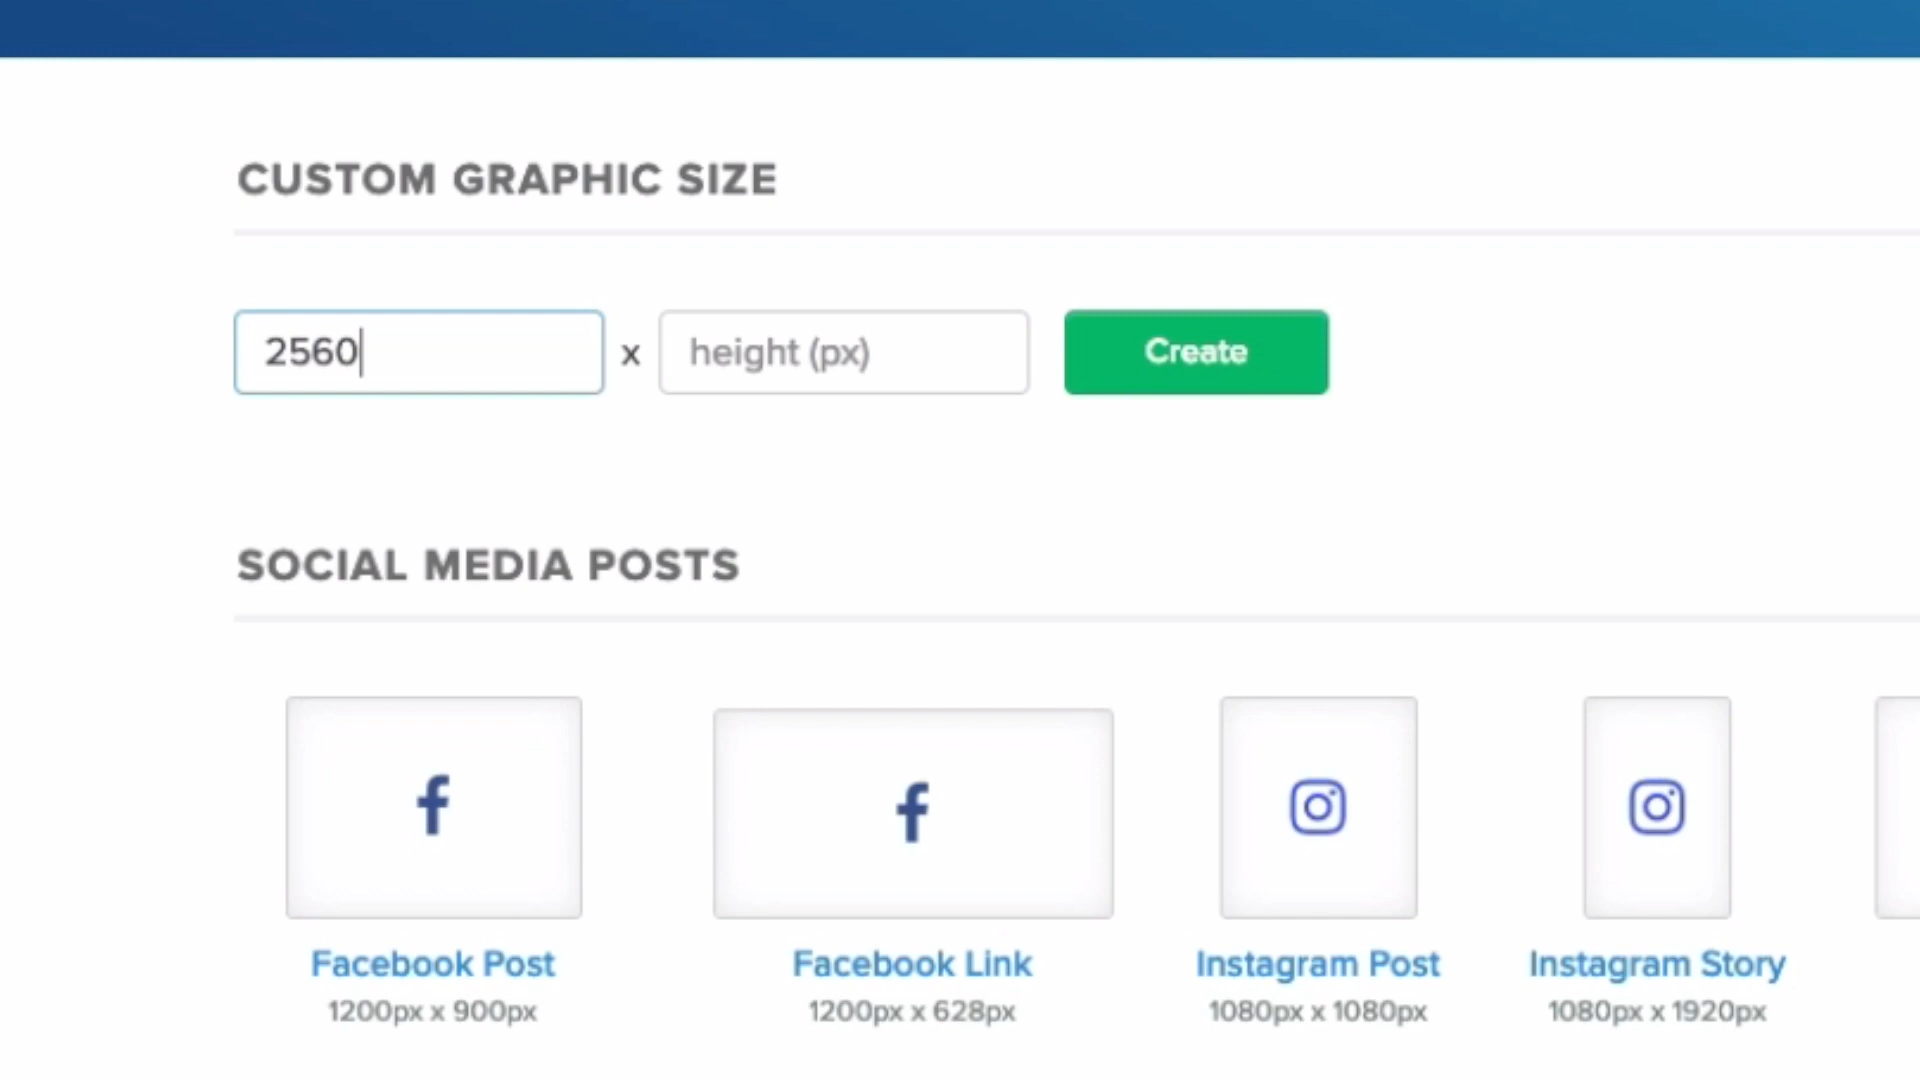 CUSTOM GRAPHIC SIZE
2560 x height (px) Create
SOCIAL MEDIA POSTS
Facebook Post Facebook Link Instagram Post Instagram Story
1200px x 900px 1200px x 628px 1080px x 1080px 1080px x 1920px